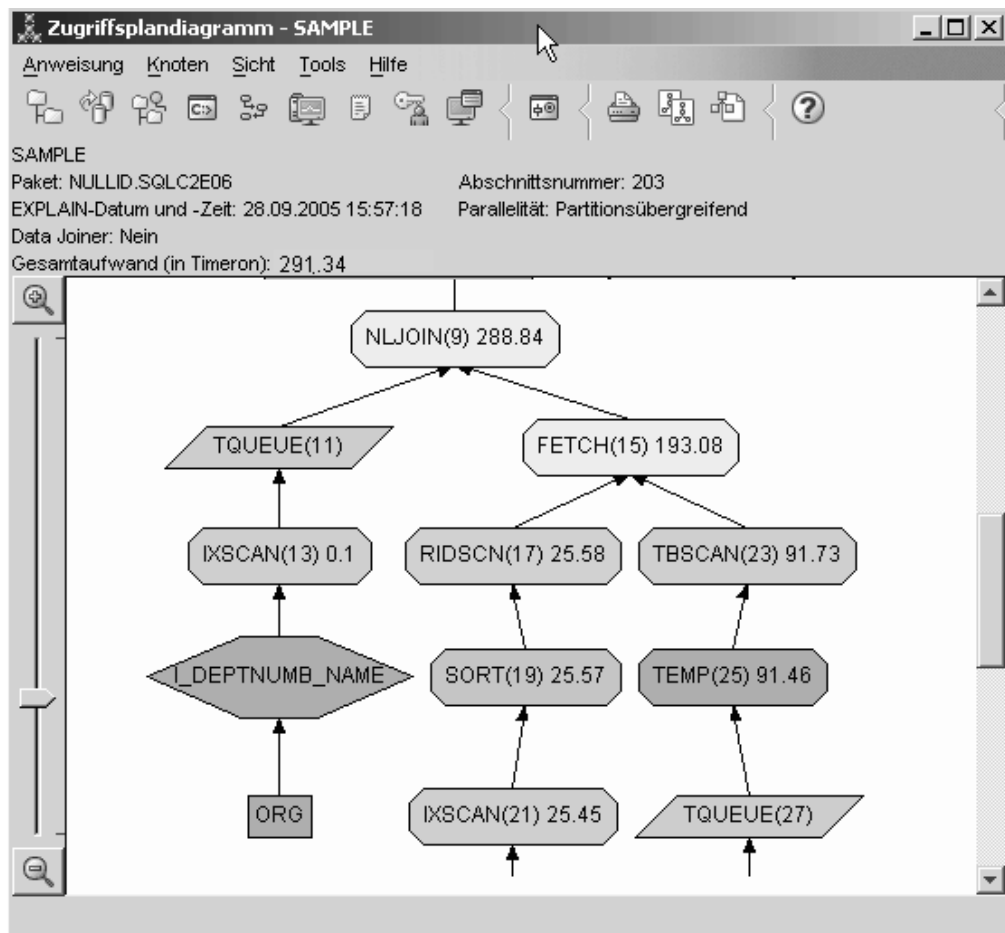 Zugriffsplandiagramm - SAMPLE
Anweisung Knoten Sicht Tools Hilfe
C:>
?
SAMPLE
Paket: NULLID.SQLC2E06 Abschnittsnummer: 203
EXPLAIN-Datum und -Zeit: 28.09.2005 15:57:18 Parallelität: Partitionsübergreifend
Data Joiner: Nein
Gesamtaufwand (in Timeron): 291.34
NLJOIN(9) 288.84
TQUEUE(11)
FETCH(15) 193.08
IXSCAN(13) 0.1
RIDSCN(17) 25.58
TBSCAN(23) 91.73
I_DEPTNUMB_NAME
SORT(19) 25.57
TEMP(25) 91.46
ORG
IXSCAN(21) 25.45
TQUEUE(27)